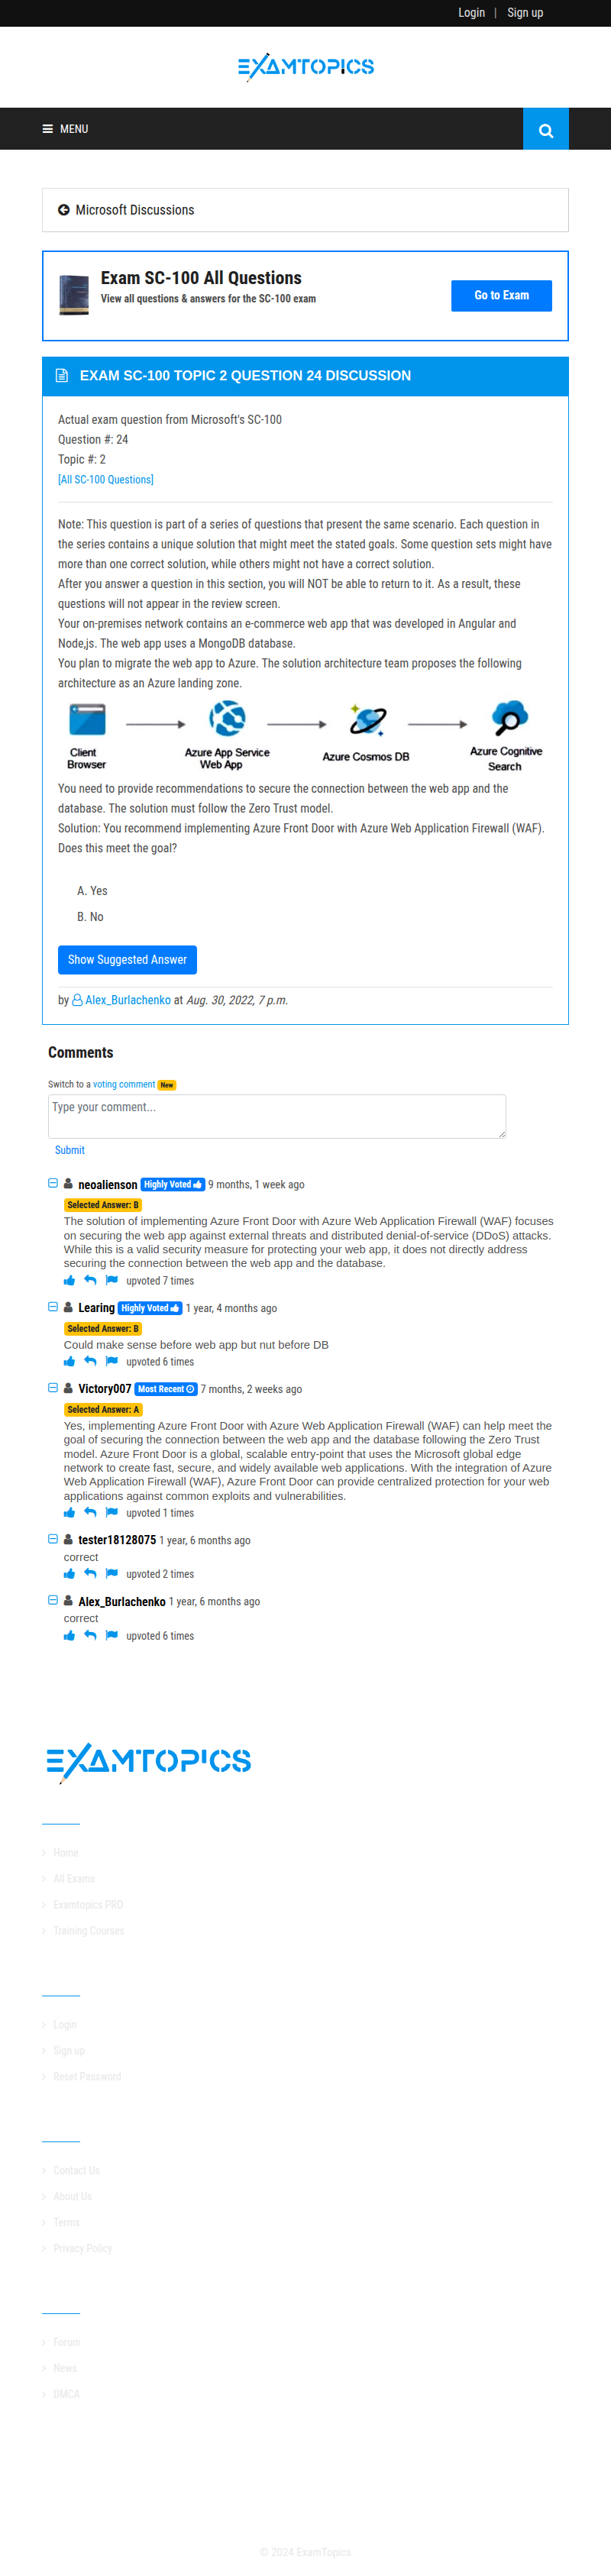 Login | Sign up
EXAMTOPICS
MENU
Microsoft Discussions
Exam SC-100 All Questions
View all questions & answers for the SC-100 exam
Go to Exam
EXAM SC-100 TOPIC 2 QUESTION 24 DISCUSSION
Actual exam question from Microsoft's SC-100
Question #: 24
Topic #: 2
[All SC-100 Questions]
Note: This question is part of a series of questions that present the same scenario. Each question in
the series contains a unique solution that might meet the stated goals. Some question sets might have
more than one correct solution, while others might not have a correct solution.
After you answer a question in this section, you will NOT be able to return to it. As a result, these
questions will not appear in the review screen.
Your on-premises network contains an e-commerce web app that was developed in Angular and
Node,js. The web app uses a MongoDB database.
You plan to migrate the web app to Azure. The solution architecture team proposes the following
architecture as an Azure landing zone.
Client
Browser
Azure App Service
Web App
Azure Cosmos DB
Azure Cognitive
Search
You need to provide recommendations to secure the connection between the web app and the
database. The solution must follow the Zero Trust model.
Solution: You recommend implementing Azure Front Door with Azure Web Application Firewall (WAF).
Does this meet the goal?
A. Yes
B. No
Show Suggested Answer
by Alex_Burlachenko at Aug. 30, 2022, 7 p.m.
Comments
Switch to a voting comment New
Type your comment...
Submit
neoalienson Highly Voted 9 months, 1 week ago
Selected Answer: B
The solution of implementing Azure Front Door with Azure Web Application Firewall (WAF) focuses
on securing the web app against external threats and distributed denial-of-service (DDoS) attacks.
While this is a valid security measure for protecting your web app, it does not directly address
securing the connection between the web app and the database.
upvoted 7 times
Learing Highly Voted 1 year, 4 months ago
Selected Answer: B
Could make sense before web app but nut before DB
upvoted 6 times
Victory007 Most Recent 7 months, 2 weeks ago
Selected Answer: A
Yes, implementing Azure Front Door with Azure Web Application Firewall (WAF) can help meet the
goal of securing the connection between the web app and the database following the Zero Trust
model. Azure Front Door is a global, scalable entry-point that uses the Microsoft global edge
network to create fast, secure, and widely available web applications. With the integration of Azure
Web Application Firewall (WAF), Azure Front Door can provide centralized protection for your web
applications against common exploits and vulnerabilities.
upvoted 1 times
tester18128075 1 year, 6 months ago
correct
upvoted 2 times
Alex_Burlachenko 1 year, 6 months ago
correct
upvoted 6 times
EXAMTOPICS
Home
All Exams
Examtopics PRO
Training Courses
Login
Sign up
Reset Password
Contact Us
About Us
Terms
Privacy Policy
Forum
News
DMCA
© 2024 ExamTopics